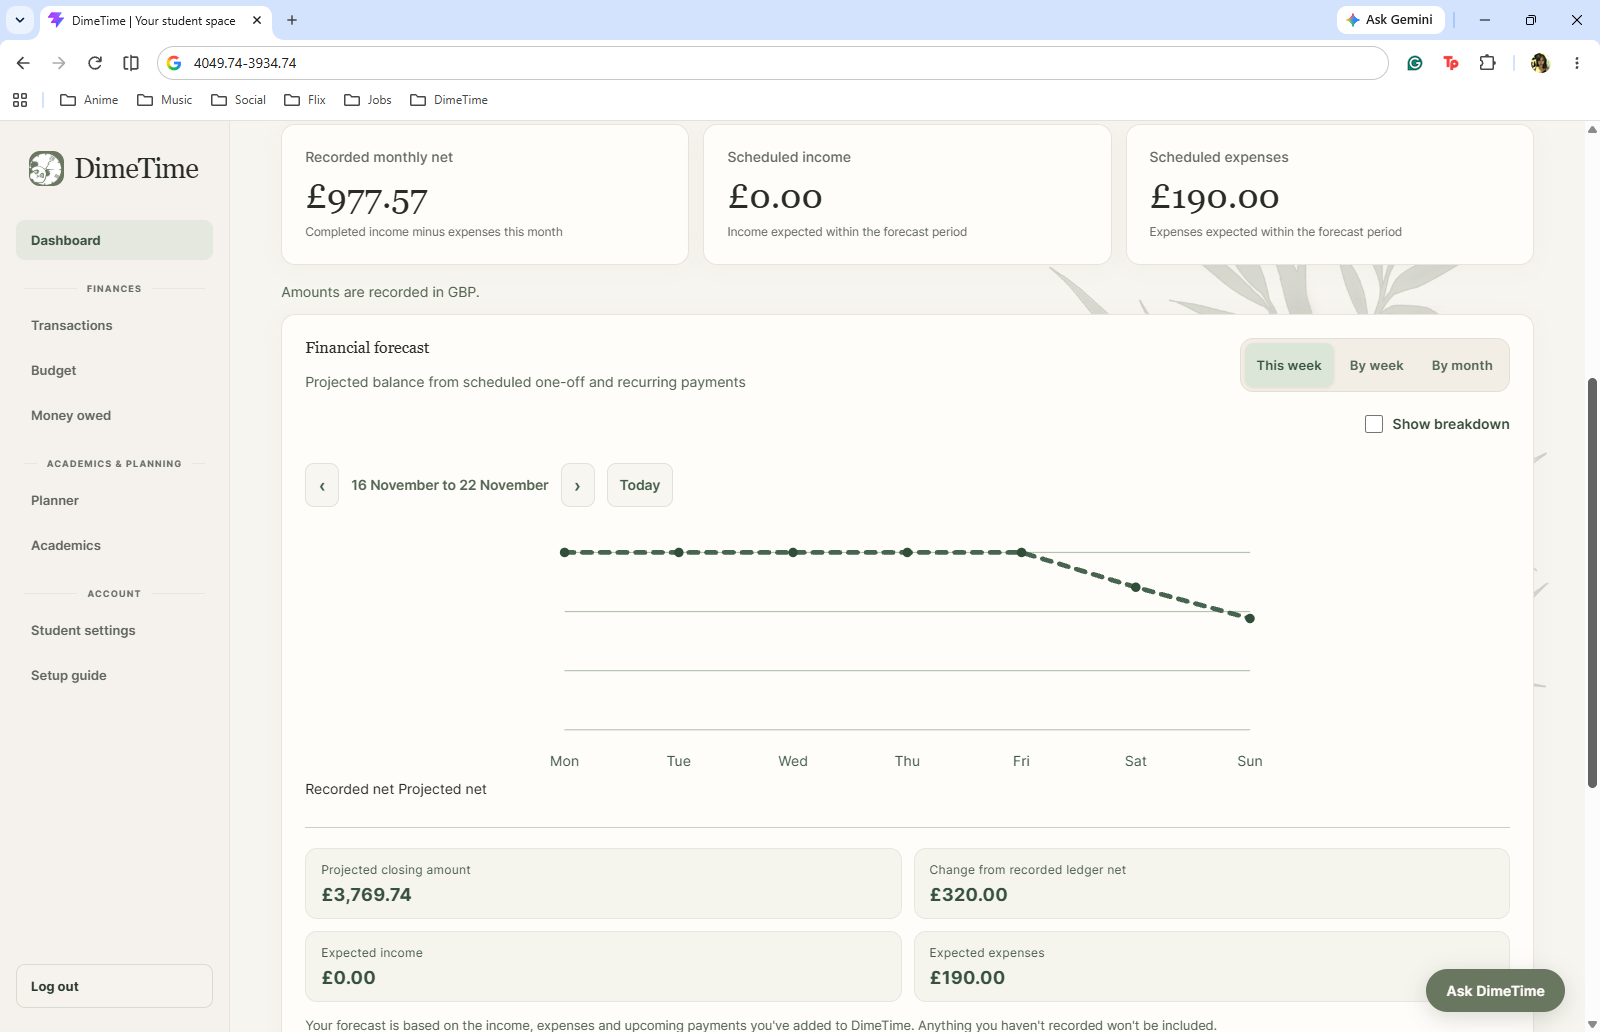 DimeTime | Your student space
Ask Gemini
4049.74-3934.74
Anime
Music
Social
Flix
Jobs
DimeTime
DimeTime
Dashboard
FINANCES
Transactions
Budget
Money owed
ACADEMICS & PLANNING
Planner
Academics
ACCOUNT
Student settings
Setup guide
Log out
Recorded monthly net
£977.57
Completed income minus expenses this month
Scheduled income
£0.00
Income expected within the forecast period
Scheduled expenses
£190.00
Expenses expected within the forecast period
Amounts are recorded in GBP.
Financial forecast
Projected balance from scheduled one-off and recurring payments
This week
By week
By month
Show breakdown
‹
16 November to 22 November
›
Today
Mon
Tue
Wed
Thu
Fri
Sat
Sun
Recorded net Projected net
Projected closing amount
£3,769.74
Change from recorded ledger net
£320.00
Expected income
£0.00
Expected expenses
£190.00
Ask DimeTime
Your forecast is based on the income, expenses and upcoming payments you've added to DimeTime. Anything you haven't recorded won't be included.